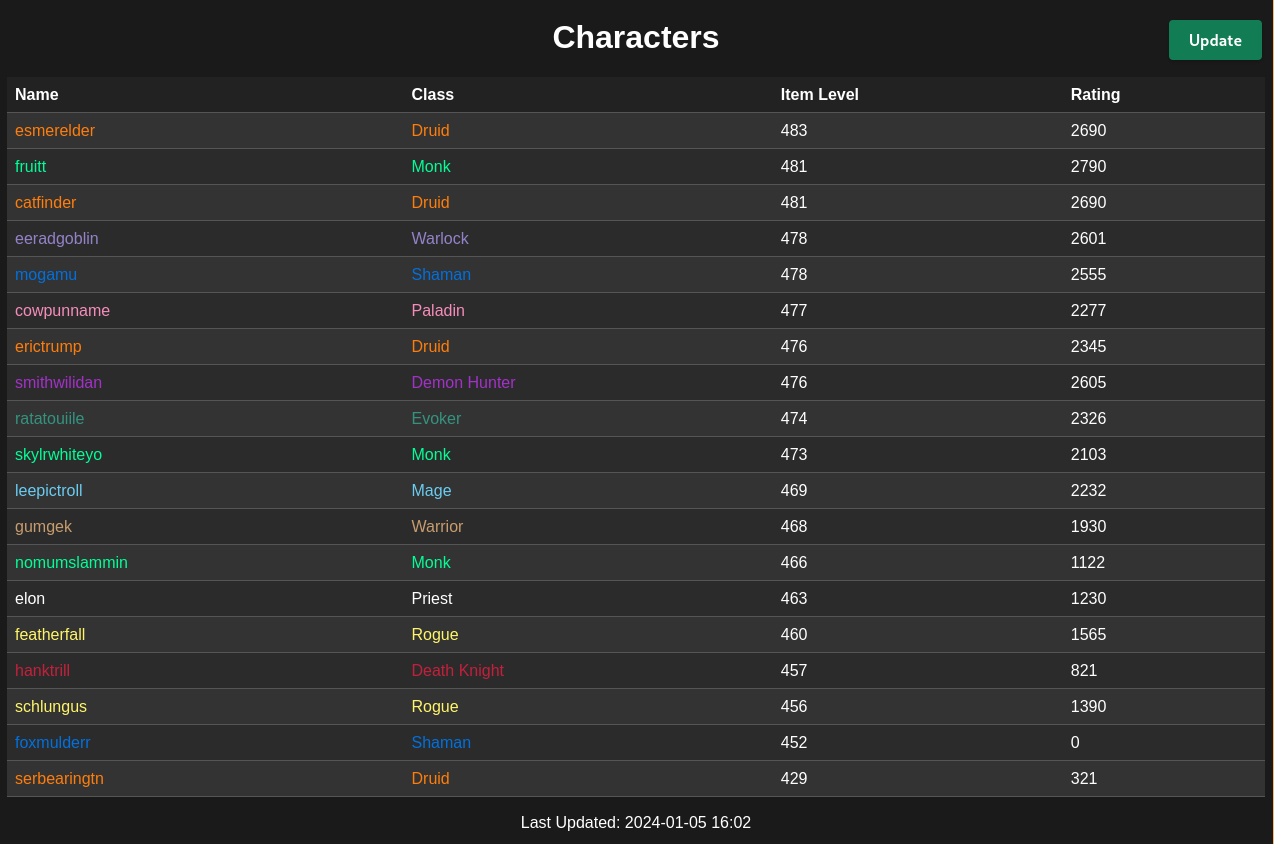 Characters
Update
Name Class Item Level Rating
esmerelder Druid 483 2690
fruitt Monk 481 2790
catfinder Druid 481 2690
eeradgoblin Warlock 478 2601
mogamu Shaman 478 2555
cowpunname Paladin 477 2277
erictrump Druid 476 2345
smithwilidan Demon Hunter 476 2605
ratatouiile Evoker 474 2326
skylrwhiteyo Monk 473 2103
leepictroll Mage 469 2232
gumgek Warrior 468 1930
nomumslammin Monk 466 1122
elon Priest 463 1230
featherfall Rogue 460 1565
hanktrill Death Knight 457 821
schlungus Rogue 456 1390
foxmulderr Shaman 452 0
serbearingtn Druid 429 321
Last Updated: 2024-01-05 16:02